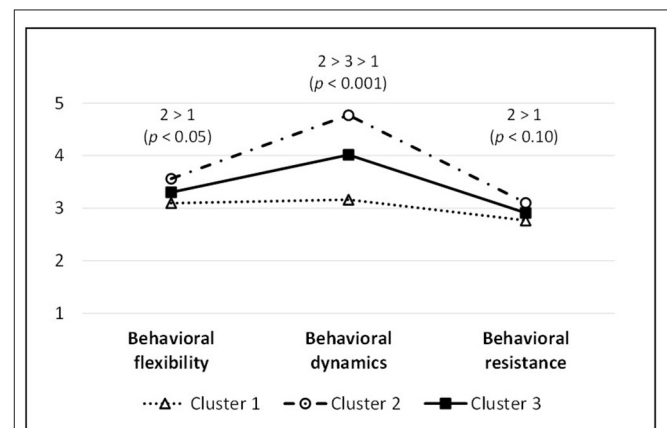 2 > 3 > 1
(p < 0.001)
5
2 > 1
(p < 0.05)
2 > 1
(p < 0.10)
4
3
2
1
Behavioral
flexibility
Behavioral
dynamics
Behavioral
resistance
Cluster 1
Cluster 2
Cluster 3